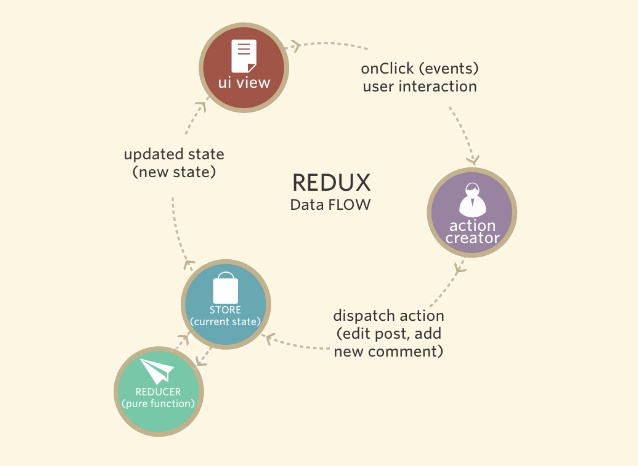 ui view
onClick (events)
user interaction
updated state
(new state)
REDUX
Data FLOW
action
creator
STORE
(current state)
dispatch action
(edit post, add
new comment)
REDUCER
(pure function)